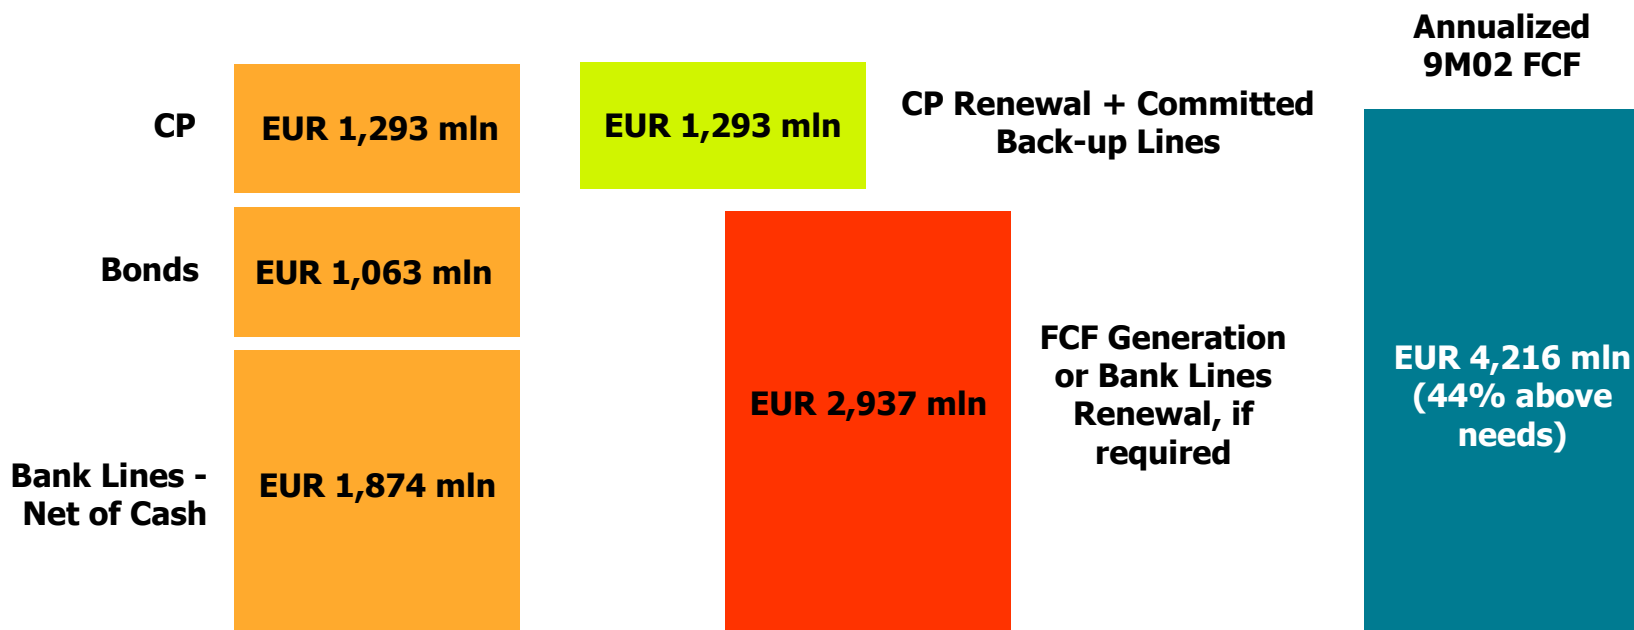 Annualized
9M02 FCF
CP
EUR 1,293 mln
EUR 1,293 mln
CP Renewal + Committed
Back-up Lines
Bonds
EUR 1,063 mln
EUR 2,937 mln
FCF Generation
or Bank Lines
Renewal, if
required
EUR 4,216 mln
(44% above
needs)
Bank Lines -
Net of Cash
EUR 1,874 mln